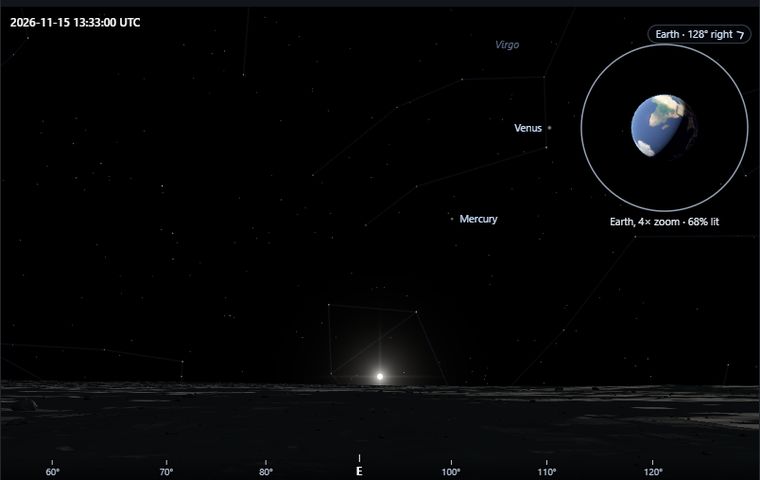 2026-11-15 13:33:00 UTC
Earth · 128° right
Virgo
Venus
Mercury
Earth, 4× zoom · 68% lit
60°
70°
80°
E
100°
110°
120°